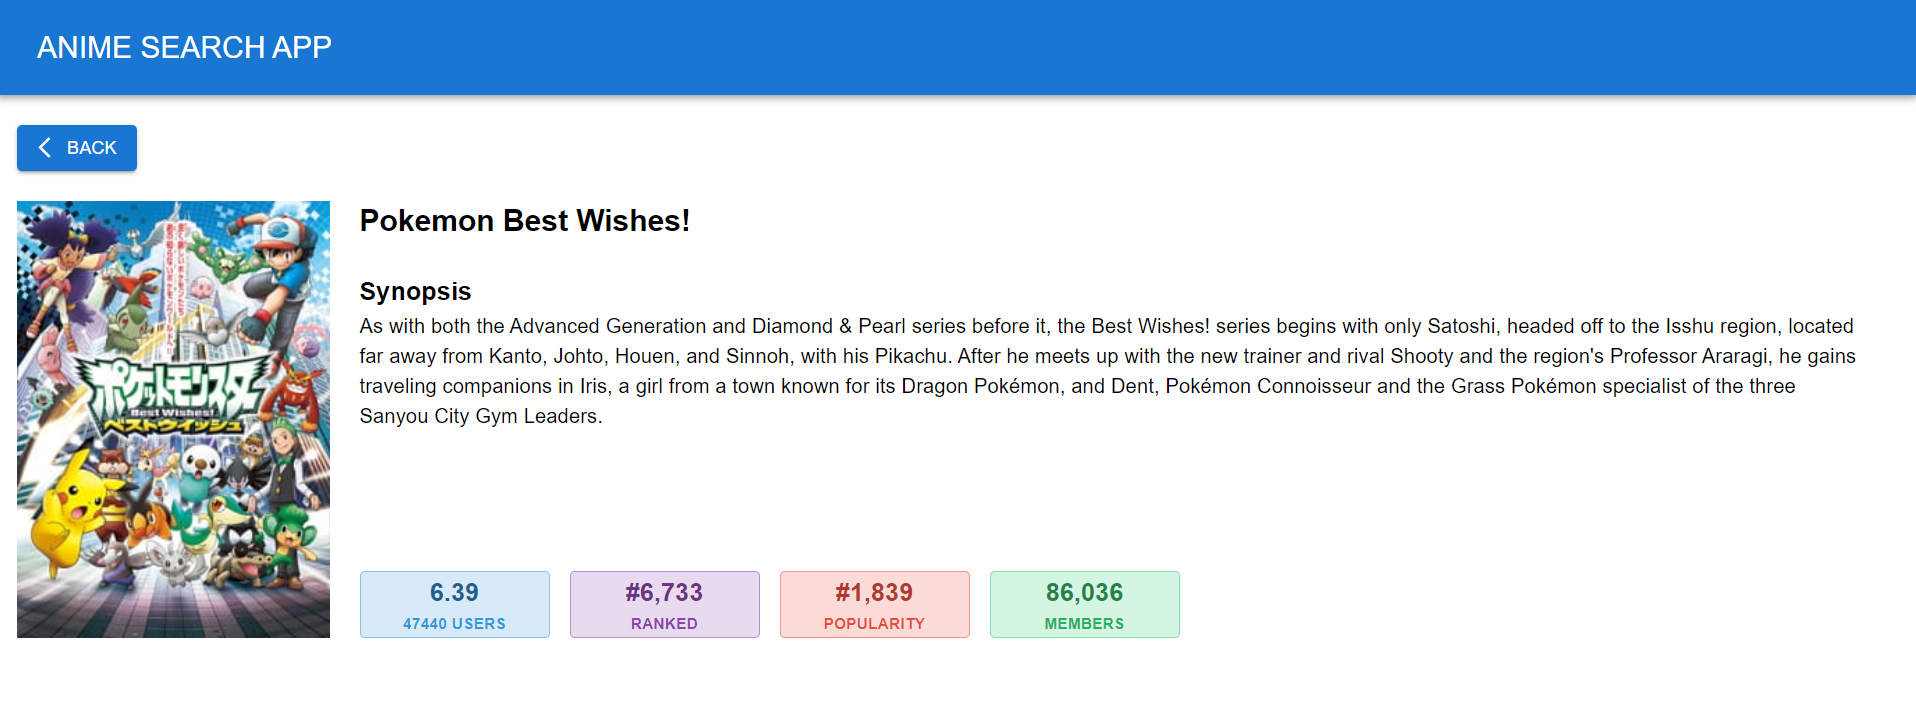 ANIME SEARCH APP
BACK
ポケットモンスター
Best Wishes!
ベストウイッシュ
Pokemon Best Wishes!
Synopsis
As with both the Advanced Generation and Diamond & Pearl series before it, the Best Wishes! series begins with only Satoshi, headed off to the Isshu region, located
far away from Kanto, Johto, Houen, and Sinnoh, with his Pikachu. After he meets up with the new trainer and rival Shooty and the region's Professor Araragi, he gains
traveling companions in Iris, a girl from a town known for its Dragon Pokémon, and Dent, Pokémon Connoisseur and the Grass Pokémon specialist of the three
Sanyou City Gym Leaders.
6.39
47440 USERS
#6,733
RANKED
#1,839
POPULARITY
86,036
MEMBERS